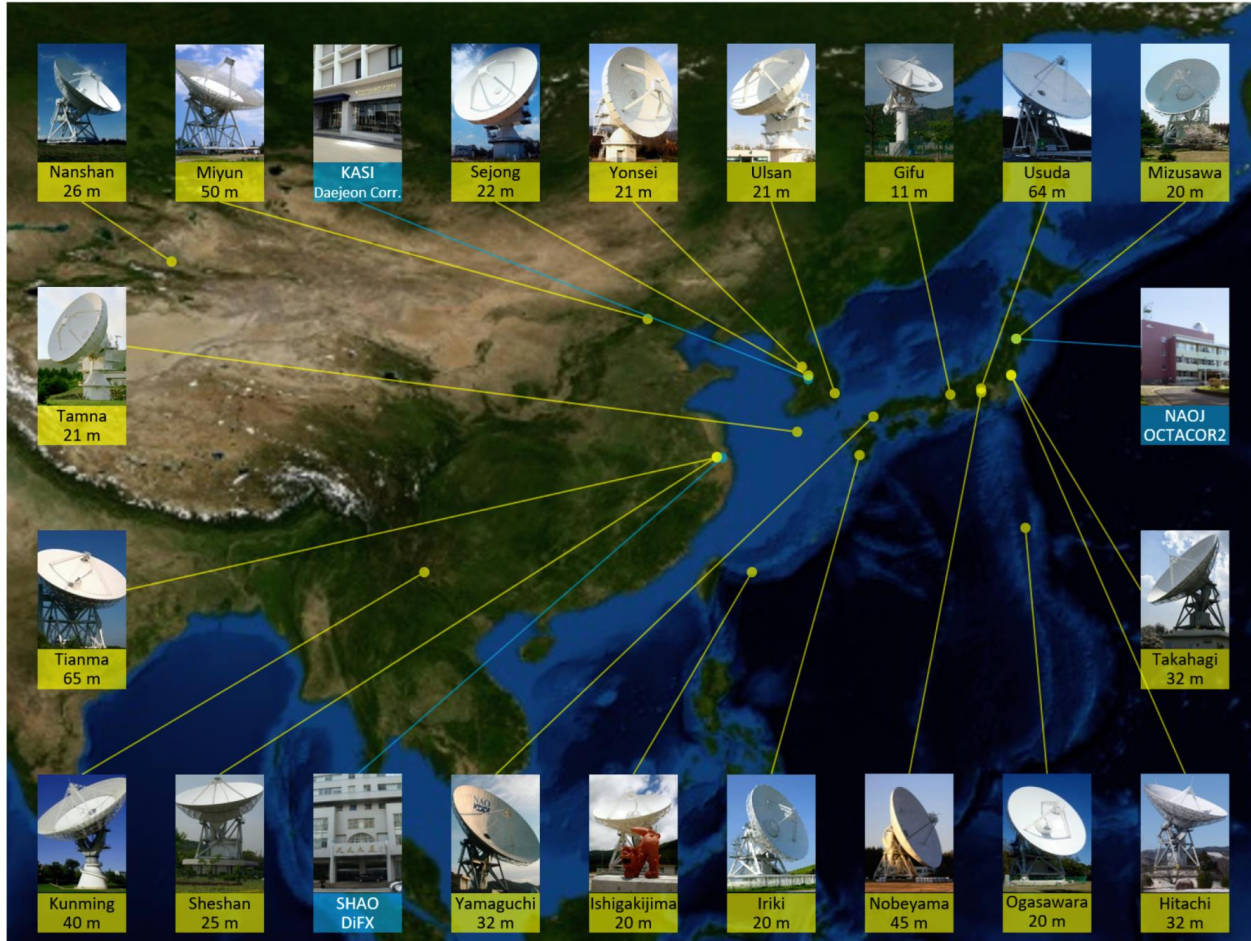 Nanshan
26 m
Miyun
50 m
KASI
Daejeon Corr.
Sejong
22 m
Yonsei
21 m
Ulsan
21 m
Gifu
11 m
Usuda
64 m
Mizusawa
20 m
Tamna
21 m
NAOJ
OCTACOR2
Tianma
65 m
Takahagi
32 m
Kunming
40 m
Sheshan
25 m
SHAO
DiFX
NAO
Yamaguchi
32 m
Ishigakijima
20 m
Iriki
20 m
Nobeyama
45 m
Ogasawara
20 m
Hitachi
32 m